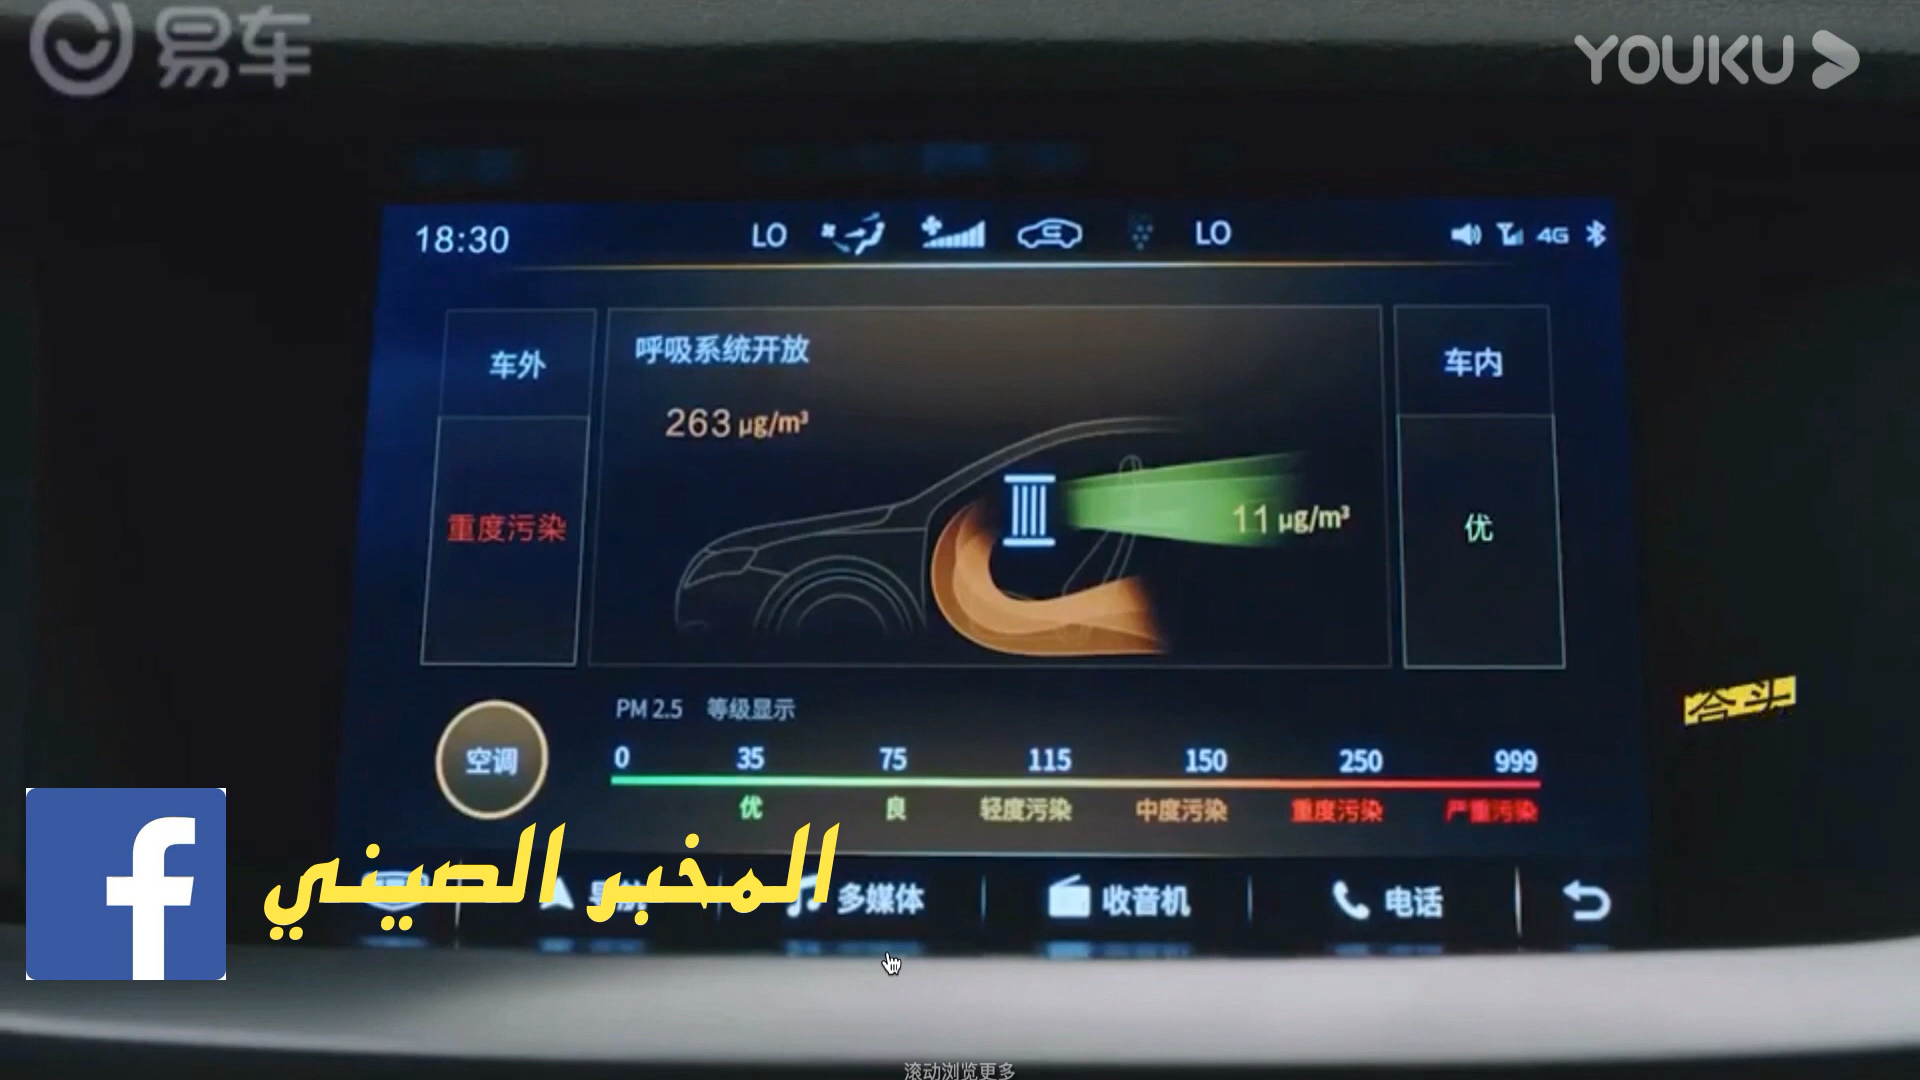 易车
YOUKU
18:30
LO
LO
4G
车外
呼吸系统开放
车内
263 μg/m³
重度污染
11 μg/m³
优
PM 2.5 等级显示
空调
0 35 75 115 150 250 999
优 良 轻度污染 中度污染 重度污染 严重污染
المخبر الصيني
导航
多媒体
收音机
电话
滚动浏览更多